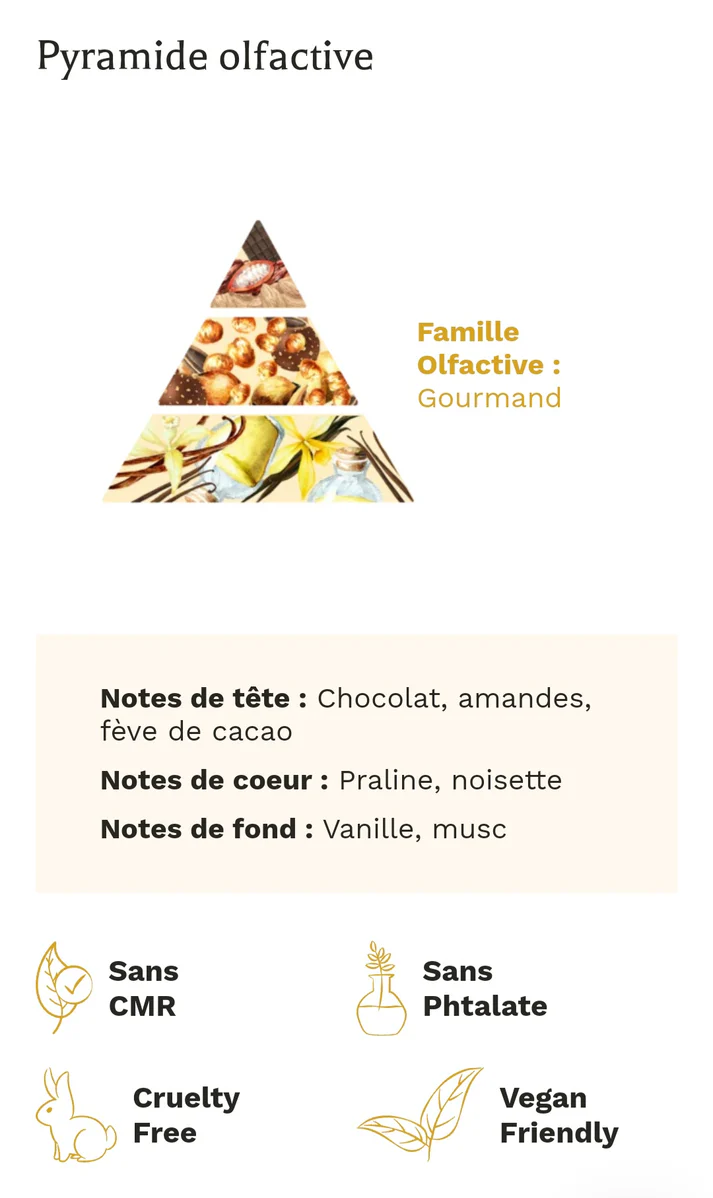 Pyramide olfactive
Famille
Olfactive :
Gourmand
Notes de tête : Chocolat, amandes,
fève de cacao
Notes de coeur : Praline, noisette
Notes de fond : Vanille, musc
Sans
CMR
Sans
Phtalate
Cruelty
Free
Vegan
Friendly